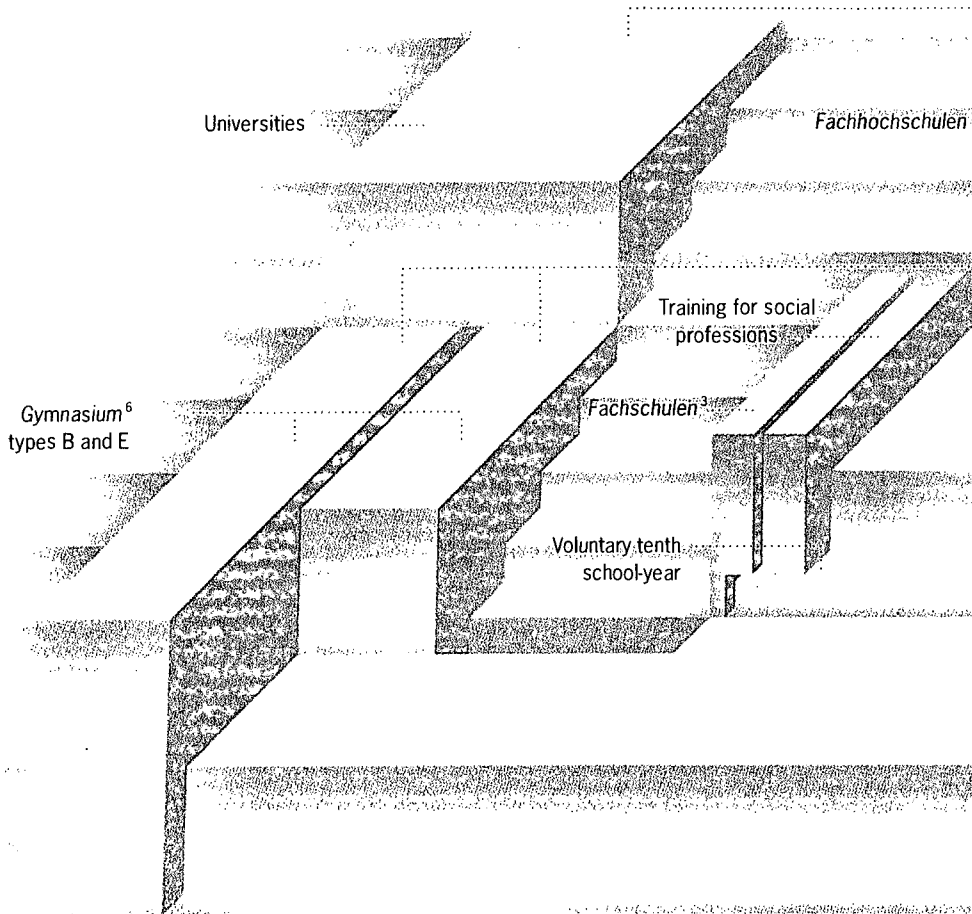 Universities
Fachhochschulen
Training for social
professions
Gymnasium⁶
types B and E
Fachschulen³
Voluntary tenth
school-year